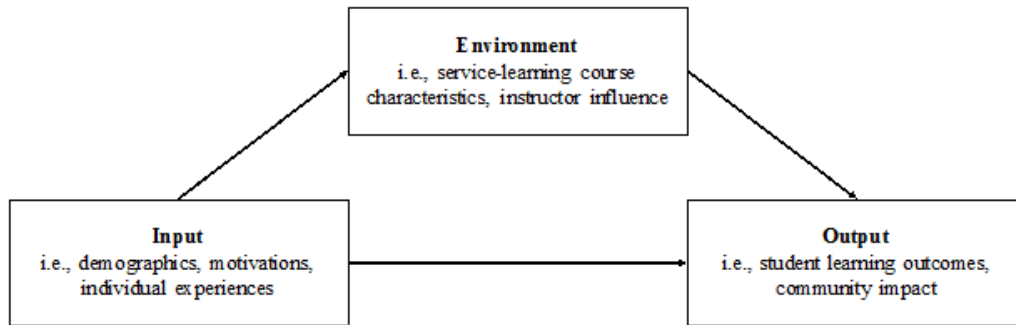 Environment
i.e., service-learning course
characteristics, instructor influence
Input
i.e., demographics, motivations,
individual experiences
Output
i.e., student learning outcomes,
community impact